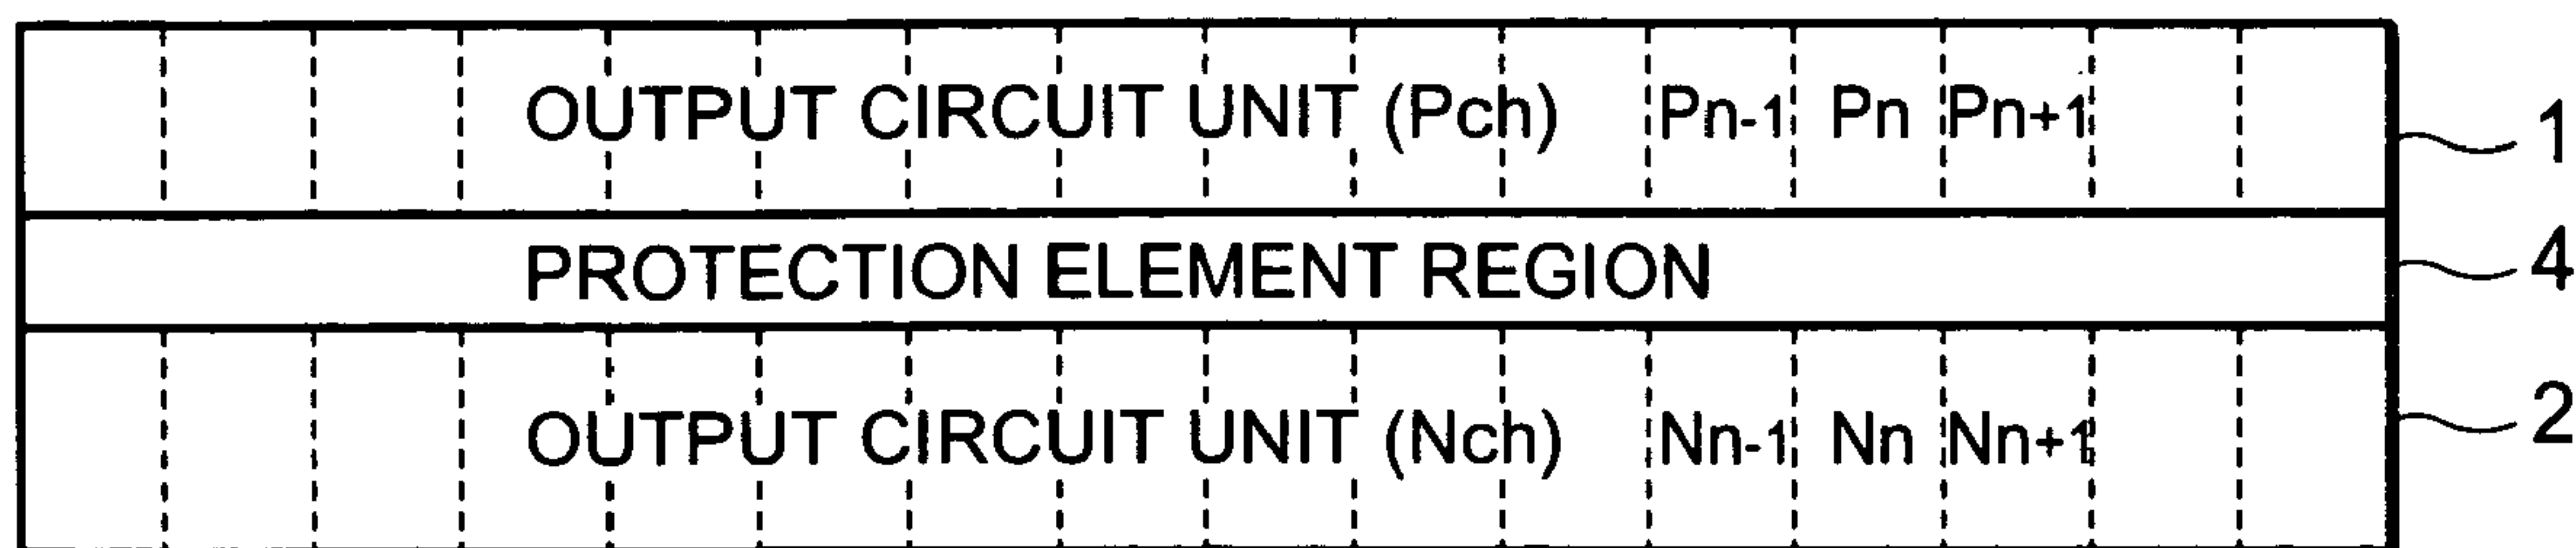 OUTPUT CIRCUIT UNIT (Pch) Pn-1 Pn Pn+1 1
PROTECTION ELEMENT REGION 4
OUTPUT CIRCUIT UNIT (Nch) Nn-1 Nn Nn+1 2